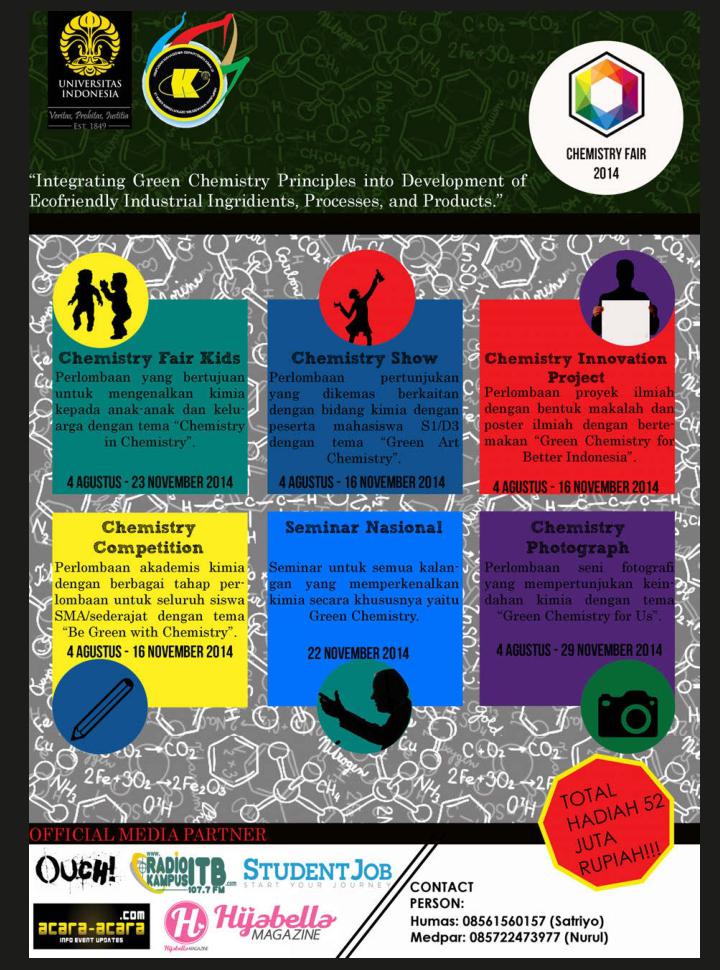 UNIVERSITAS
INDONESIA
Veritas, Probitas, Justitia
EST. 1849
K
CHEMISTRY FAIR
2014
“Integrating Green Chemistry Principles into Development of
Ecofriendly Industrial Ingridients, Processes, and Products.”
Chemistry Fair Kids
Perlombaan yang bertujuan
untuk mengenalkan kimia
kepada anak-anak dan kelu-
arga dengan tema “Chemistry
in Chemistry”.
4 AGUSTUS - 23 NOVEMBER 2014
Chemistry Show
Perlombaan pertunjukan
yang dikemas berkaitan
dengan bidang kimia dengan
peserta mahasiswa S1/D3
dengan tema “Green Art
Chemistry”.
4 AGUSTUS - 16 NOVEMBER 2014
Chemistry Innovation
Project
Perlombaan proyek ilmiah
dengan bentuk makalah dan
poster ilmiah dengan berte-
makan “Green Chemistry for
Better Indonesia”.
4 AGUSTUS - 16 NOVEMBER 2014
Chemistry
Competition
Perlombaan akademis kimia
dengan berbagai tahap per-
lombaan untuk seluruh siswa
SMA/sederajat dengan tema
“Be Green with Chemistry”.
4 AGUSTUS - 16 NOVEMBER 2014
Seminar Nasional
Seminar untuk semua kalan-
gan yang memperkenalkan
kimia secara khususnya yaitu
Green Chemistry.
22 NOVEMBER 2014
Chemistry
Photograph
Perlombaan seni fotografi
yang mempertunjukan kein-
dahan kimia dengan tema
“Green Chemistry for Us”.
4 AGUSTUS - 29 NOVEMBER 2014
TOTAL
HADIAH 52
JUTA
RUPIAH!!!
OFFICIAL MEDIA PARTNER
OUCH!
www.
RADIO
KAMPUS ITB
.com
107.7 FM
STUDENTJOB
START YOUR JOURNEY
.com
acara-acara
INFO EVENT UPDATES
H
Hijabella MAGAZINE
Hijabella
MAGAZINE
CONTACT
PERSON:
Humas: 08561560157 (Satriyo)
Medpar: 085722473977 (Nurul)